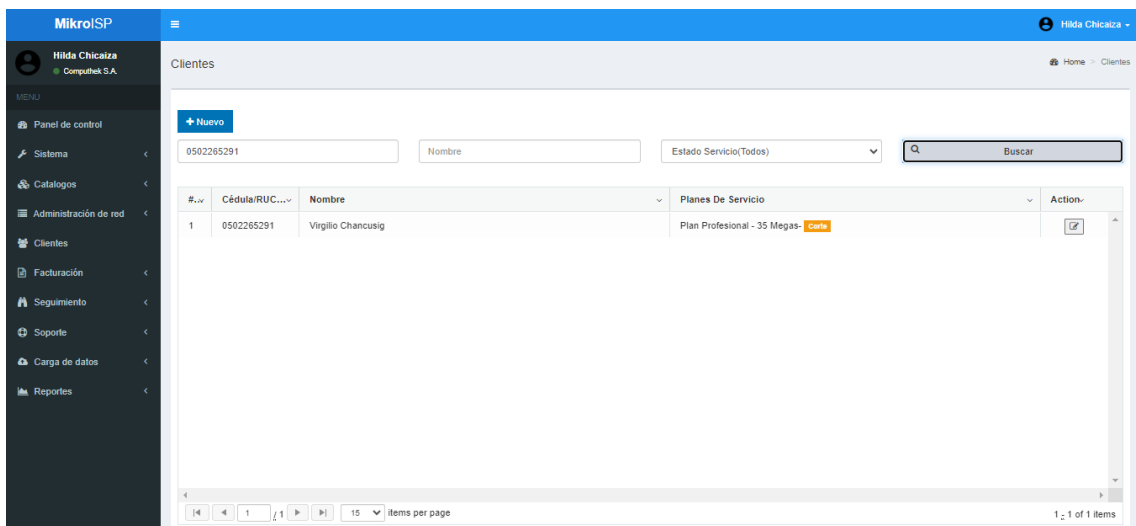 MikroISP
Hilda Chicaiza
Hilda Chicaiza
Computhek S.A.
Clientes
Home > Clientes
MENU
Panel de control
Sistema
Catalogos
Administración de red
Clientes
Facturación
Seguimiento
Soporte
Carga de datos
Reportes
+ Nuevo
0502265291 Nombre Estado Servicio(Todos) Buscar
#... Cédula/RUC... Nombre Planes De Servicio Action
1 0502265291 Virgilio Chancusig Plan Profesional - 35 Megas- Corte
1 / 1 15 items per page 1 - 1 of 1 items